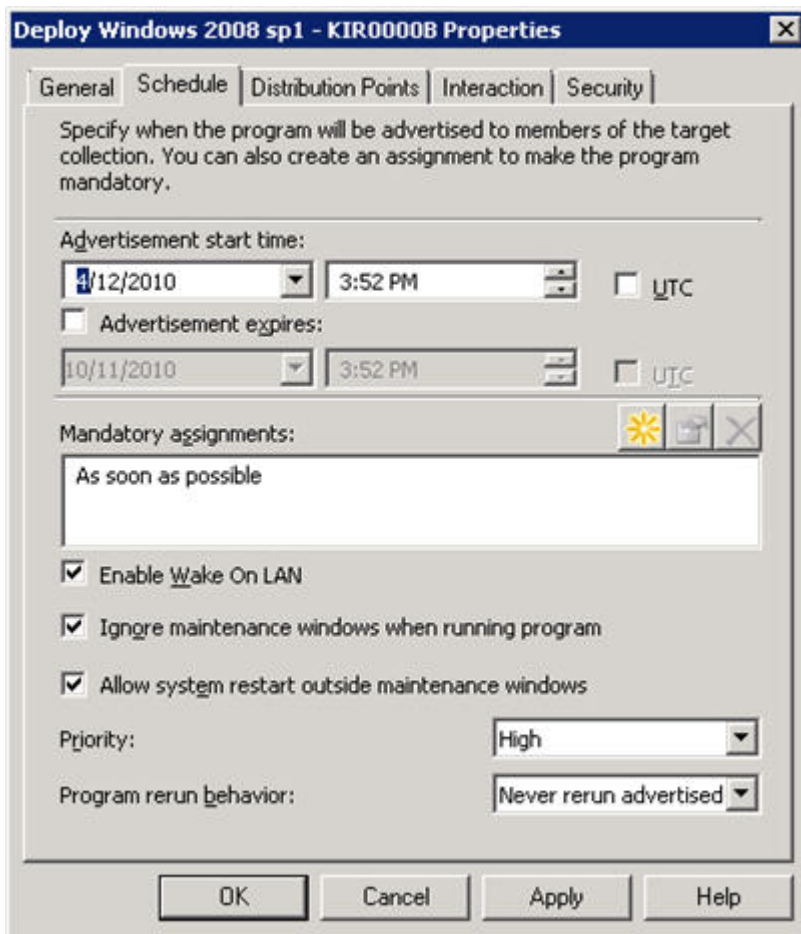 Deploy Windows 2008 sp1 - KIR0000B Properties
General Schedule Distribution Points Interaction Security
Specify when the program will be advertised to members of the target
collection. You can also create an assignment to make the program
mandatory.
Advertisement start time:
4/12/2010 3:52 PM UTC
Advertisement expires:
10/11/2010 3:52 PM UTC
Mandatory assignments:
As soon as possible
Enable Wake On LAN
Ignore maintenance windows when running program
Allow system restart outside maintenance windows
Priority: High
Program rerun behavior: Never rerun advertised
OK Cancel Apply Help